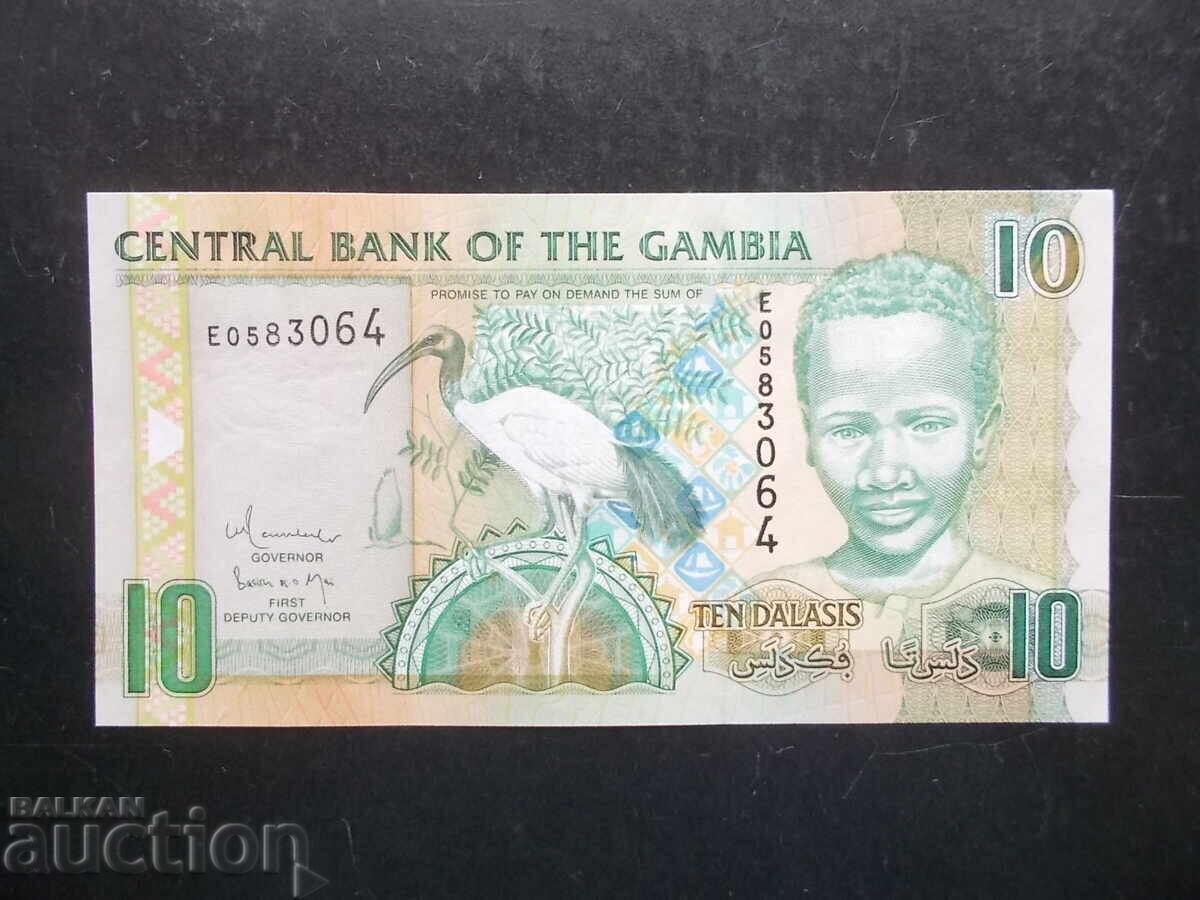 CENTRAL BANK OF THE GAMBIA
10
PROMISE TO PAY ON DEMAND THE SUM OF
E0583064
E0583064
GOVERNOR
FIRST
DEPUTY GOVERNOR
10
TEN DALASIS
10
BALKAN
auction